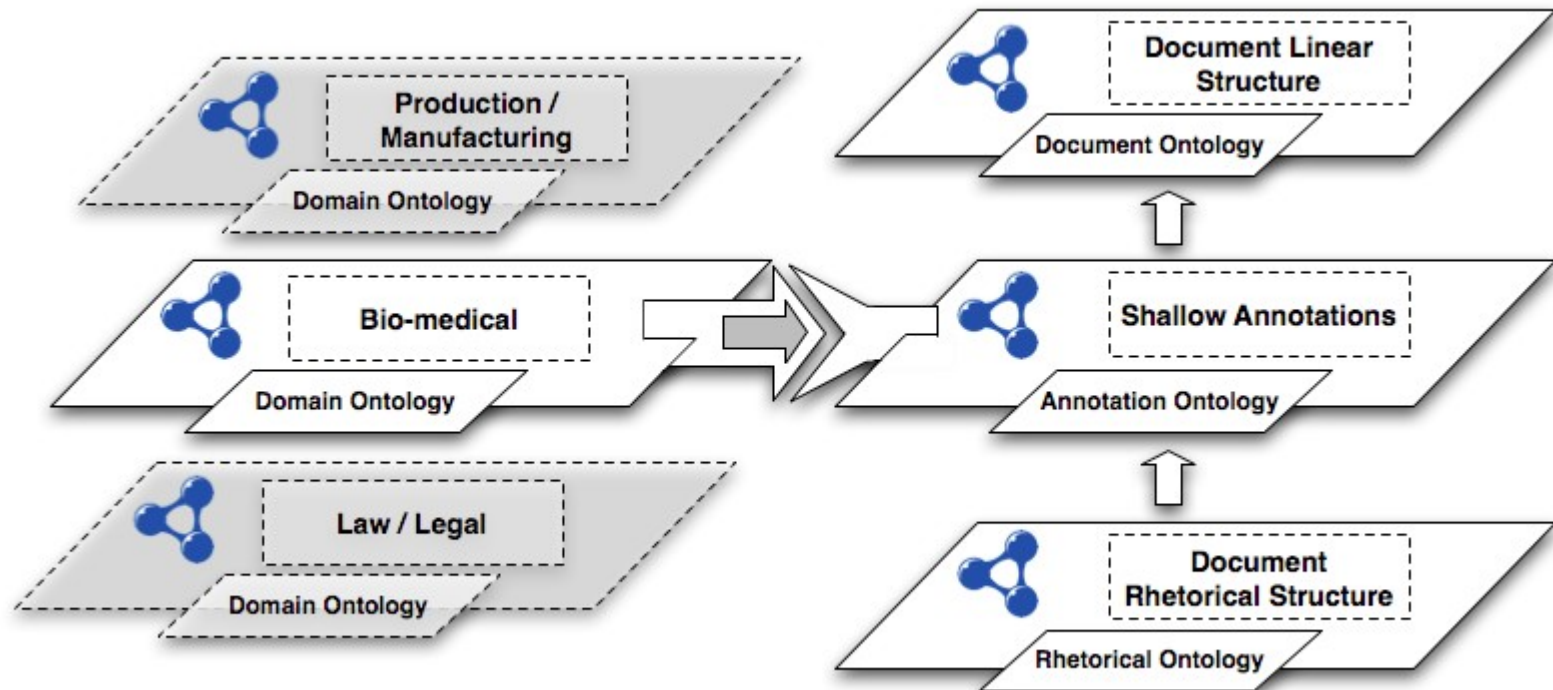 Production /
Manufacturing
Domain Ontology
Bio-medical
Domain Ontology
Law / Legal
Domain Ontology
Document Linear
Structure
Document Ontology
Shallow Annotations
Annotation Ontology
Document
Rhetorical Structure
Rhetorical Ontology